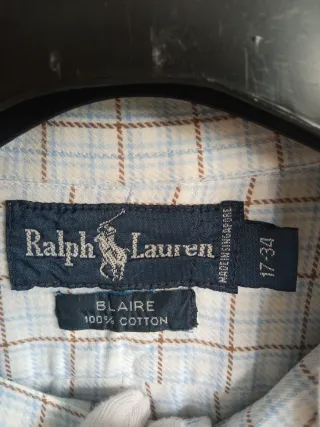 Ralph Lauren
MADE IN SINGAPORE
17-34
BLAIRE
100% COTTON